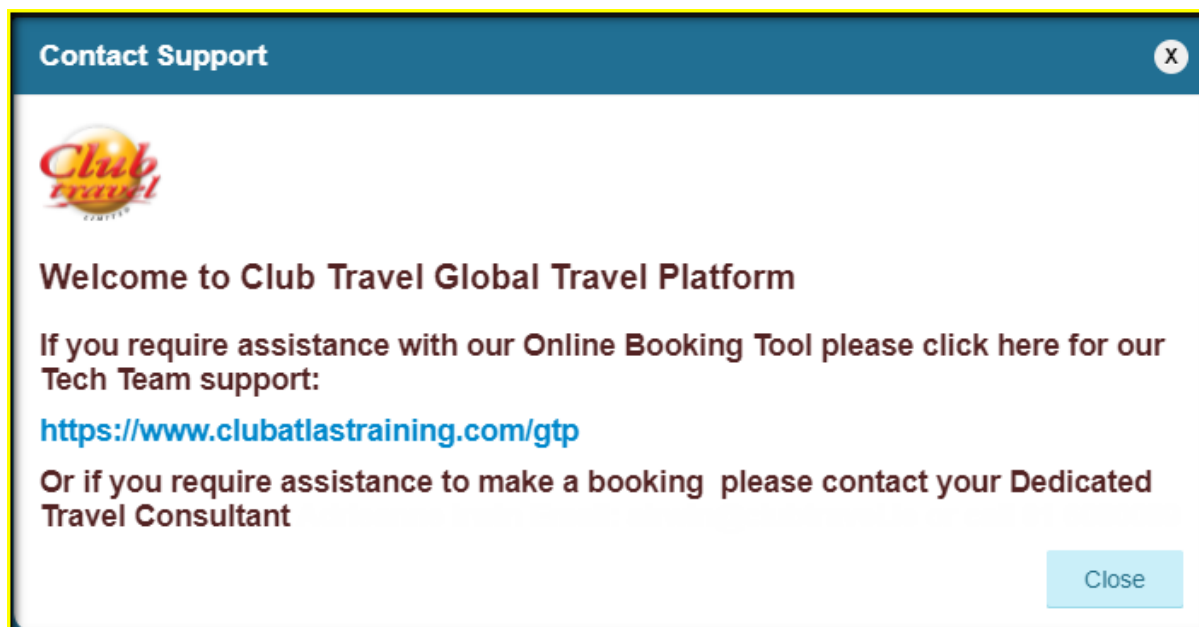 Contact Support
X
Club
travel
LIMITED
Welcome to Club Travel Global Travel Platform
If you require assistance with our Online Booking Tool please click here for our
Tech Team support:
https://www.clubatlastraining.com/gtp
Or if you require assistance to make a booking  please contact your Dedicated
Travel Consultant
Close